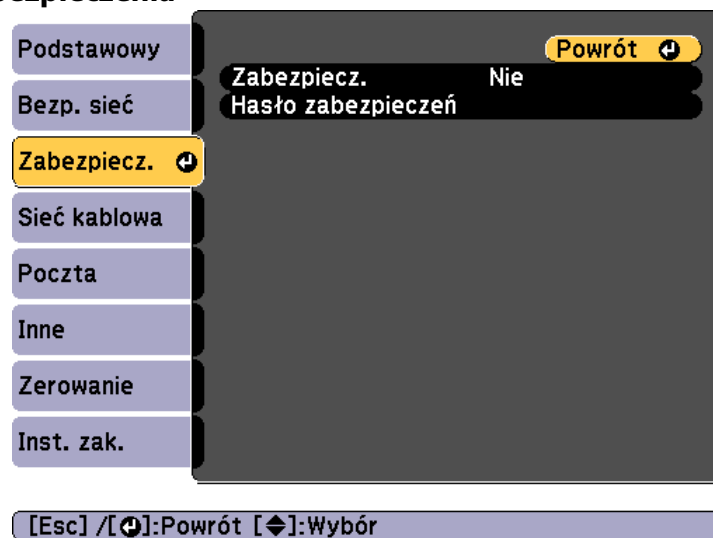 Podstawowy
Powrót
Zabezpiecz. Nie
Hasło zabezpieczeń
Bezp. sieć
Zabezpiecz.
Sieć kablowa
Poczta
Inne
Zerowanie
Inst. zak.
[Esc] /[]:Powrót []:Wybór